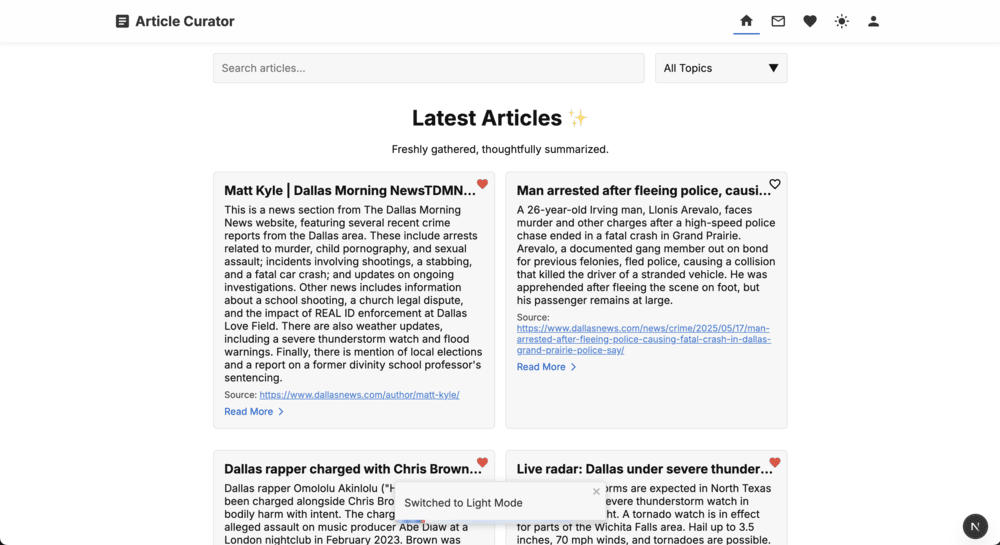 Article Curator
Search articles...
All Topics
Latest Articles ✨
Freshly gathered, thoughtfully summarized.
Matt Kyle | Dallas Morning NewsTDMN...
This is a news section from The Dallas Morning
News website, featuring several recent crime
reports from the Dallas area. These include arrests
related to murder, child pornography, and sexual
assault; incidents involving shootings, a stabbing,
and a fatal car crash; and updates on ongoing
investigations. Other news includes information
about a school shooting, a church legal dispute,
and the impact of REAL ID enforcement at Dallas
Love Field. There are also weather updates,
including a severe thunderstorm watch and flood
warnings. Finally, there is mention of local elections
and a report on a former divinity school professor's
sentencing.
Source: https://www.dallasnews.com/author/matt-kyle/
Read More
Man arrested after fleeing police, causi...
A 26-year-old Irving man, Llonis Arevalo, faces
murder and other charges after a high-speed police
chase ended in a fatal crash in Grand Prairie.
Arevalo, a documented gang member out on bond
for previous felonies, fled police, causing a collision
that killed the driver of a stranded vehicle. He was
apprehended after fleeing the scene on foot, but
his passenger remains at large.
Source:
https://www.dallasnews.com/news/crime/2025/05/17/man-
arrested-after-fleeing-police-causing-fatal-crash-in-dallas-
grand-prairie-police-say/
Read More
Dallas rapper charged with Chris Brown...
Dallas rapper Omololu Akinlolu ("H
been charged alongside Chris Bro
bodily harm with intent. The charg
alleged assault on music producer Abe Diaw at a
London nightclub in February 2023. Brown was
Live radar: Dallas under severe thunder...
orms are expected in North Texas
evere thunderstorm watch in
ht. A tornado watch is in effect
for parts of the Wichita Falls area. Hail up to 3.5
inches, 70 mph winds, and tornadoes are possible.
Switched to Light Mode
N